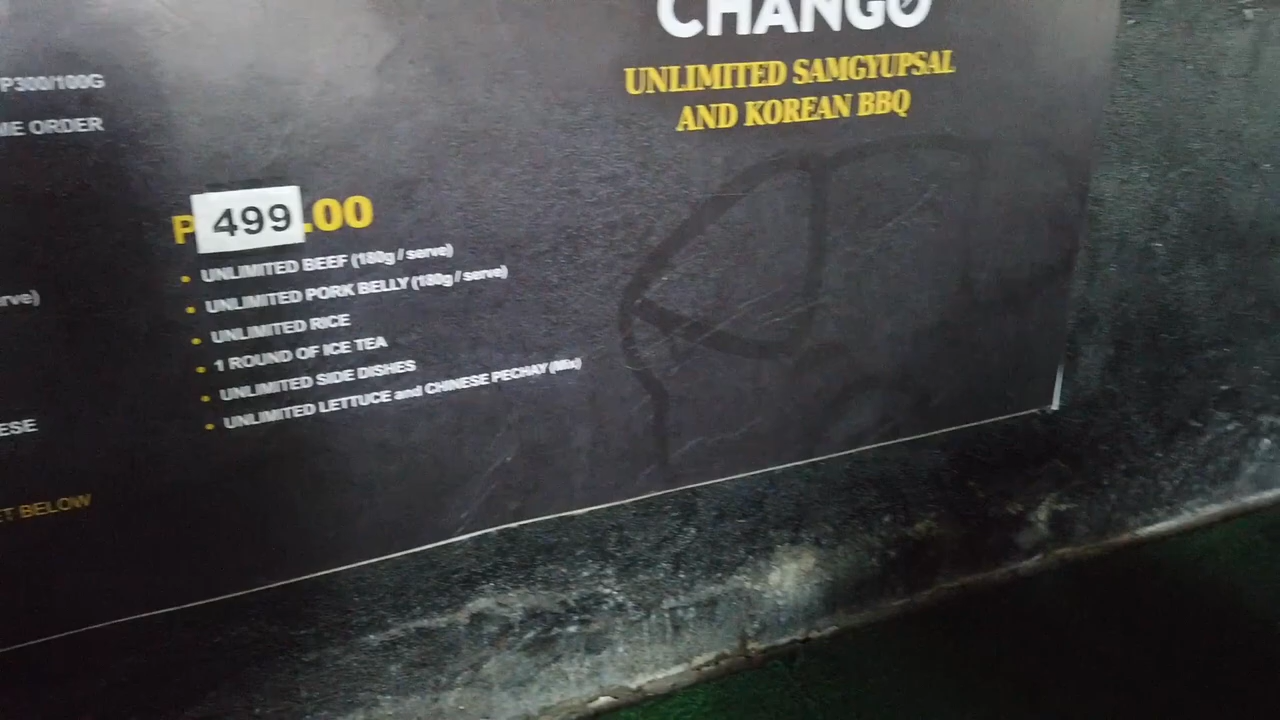 CHANGO
UNLIMITED SAMGYUPSAL
AND KOREAN BBQ
P300/100G
ME ORDER
P499.00
• UNLIMITED BEEF (180g / serve)
• UNLIMITED PORK BELLY (180g / serve)
• UNLIMITED RICE
• 1 ROUND OF ICE TEA
• UNLIMITED SIDE DISHES
• UNLIMITED LETTUCE and CHINESE PECHAY (Mix)
rve)
ESE
ET BELOW